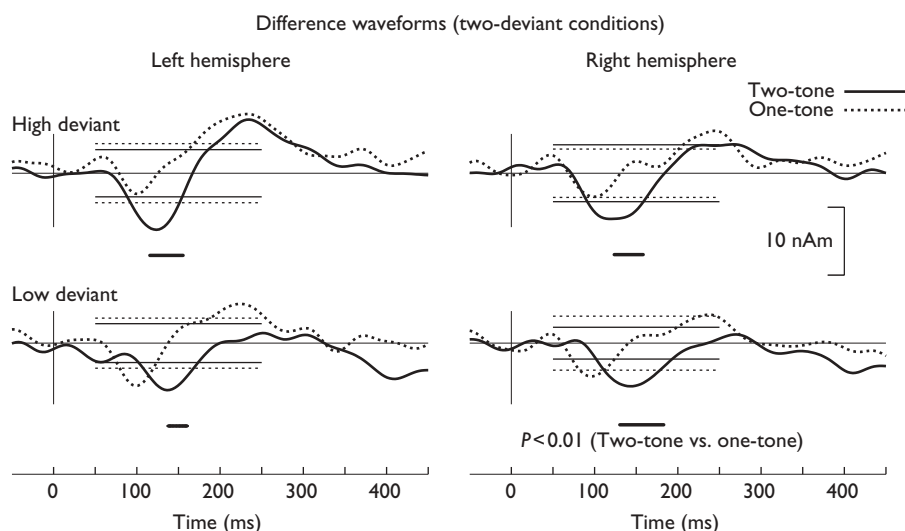 Difference waveforms (two-deviant conditions)
Left hemisphere
Right hemisphere
Two-tone
One-tone
High deviant
10 nAm
Low deviant
P<0.01 (Two-tone vs. one-tone)
0 100 200 300 400
0 100 200 300 400
Time (ms)
Time (ms)